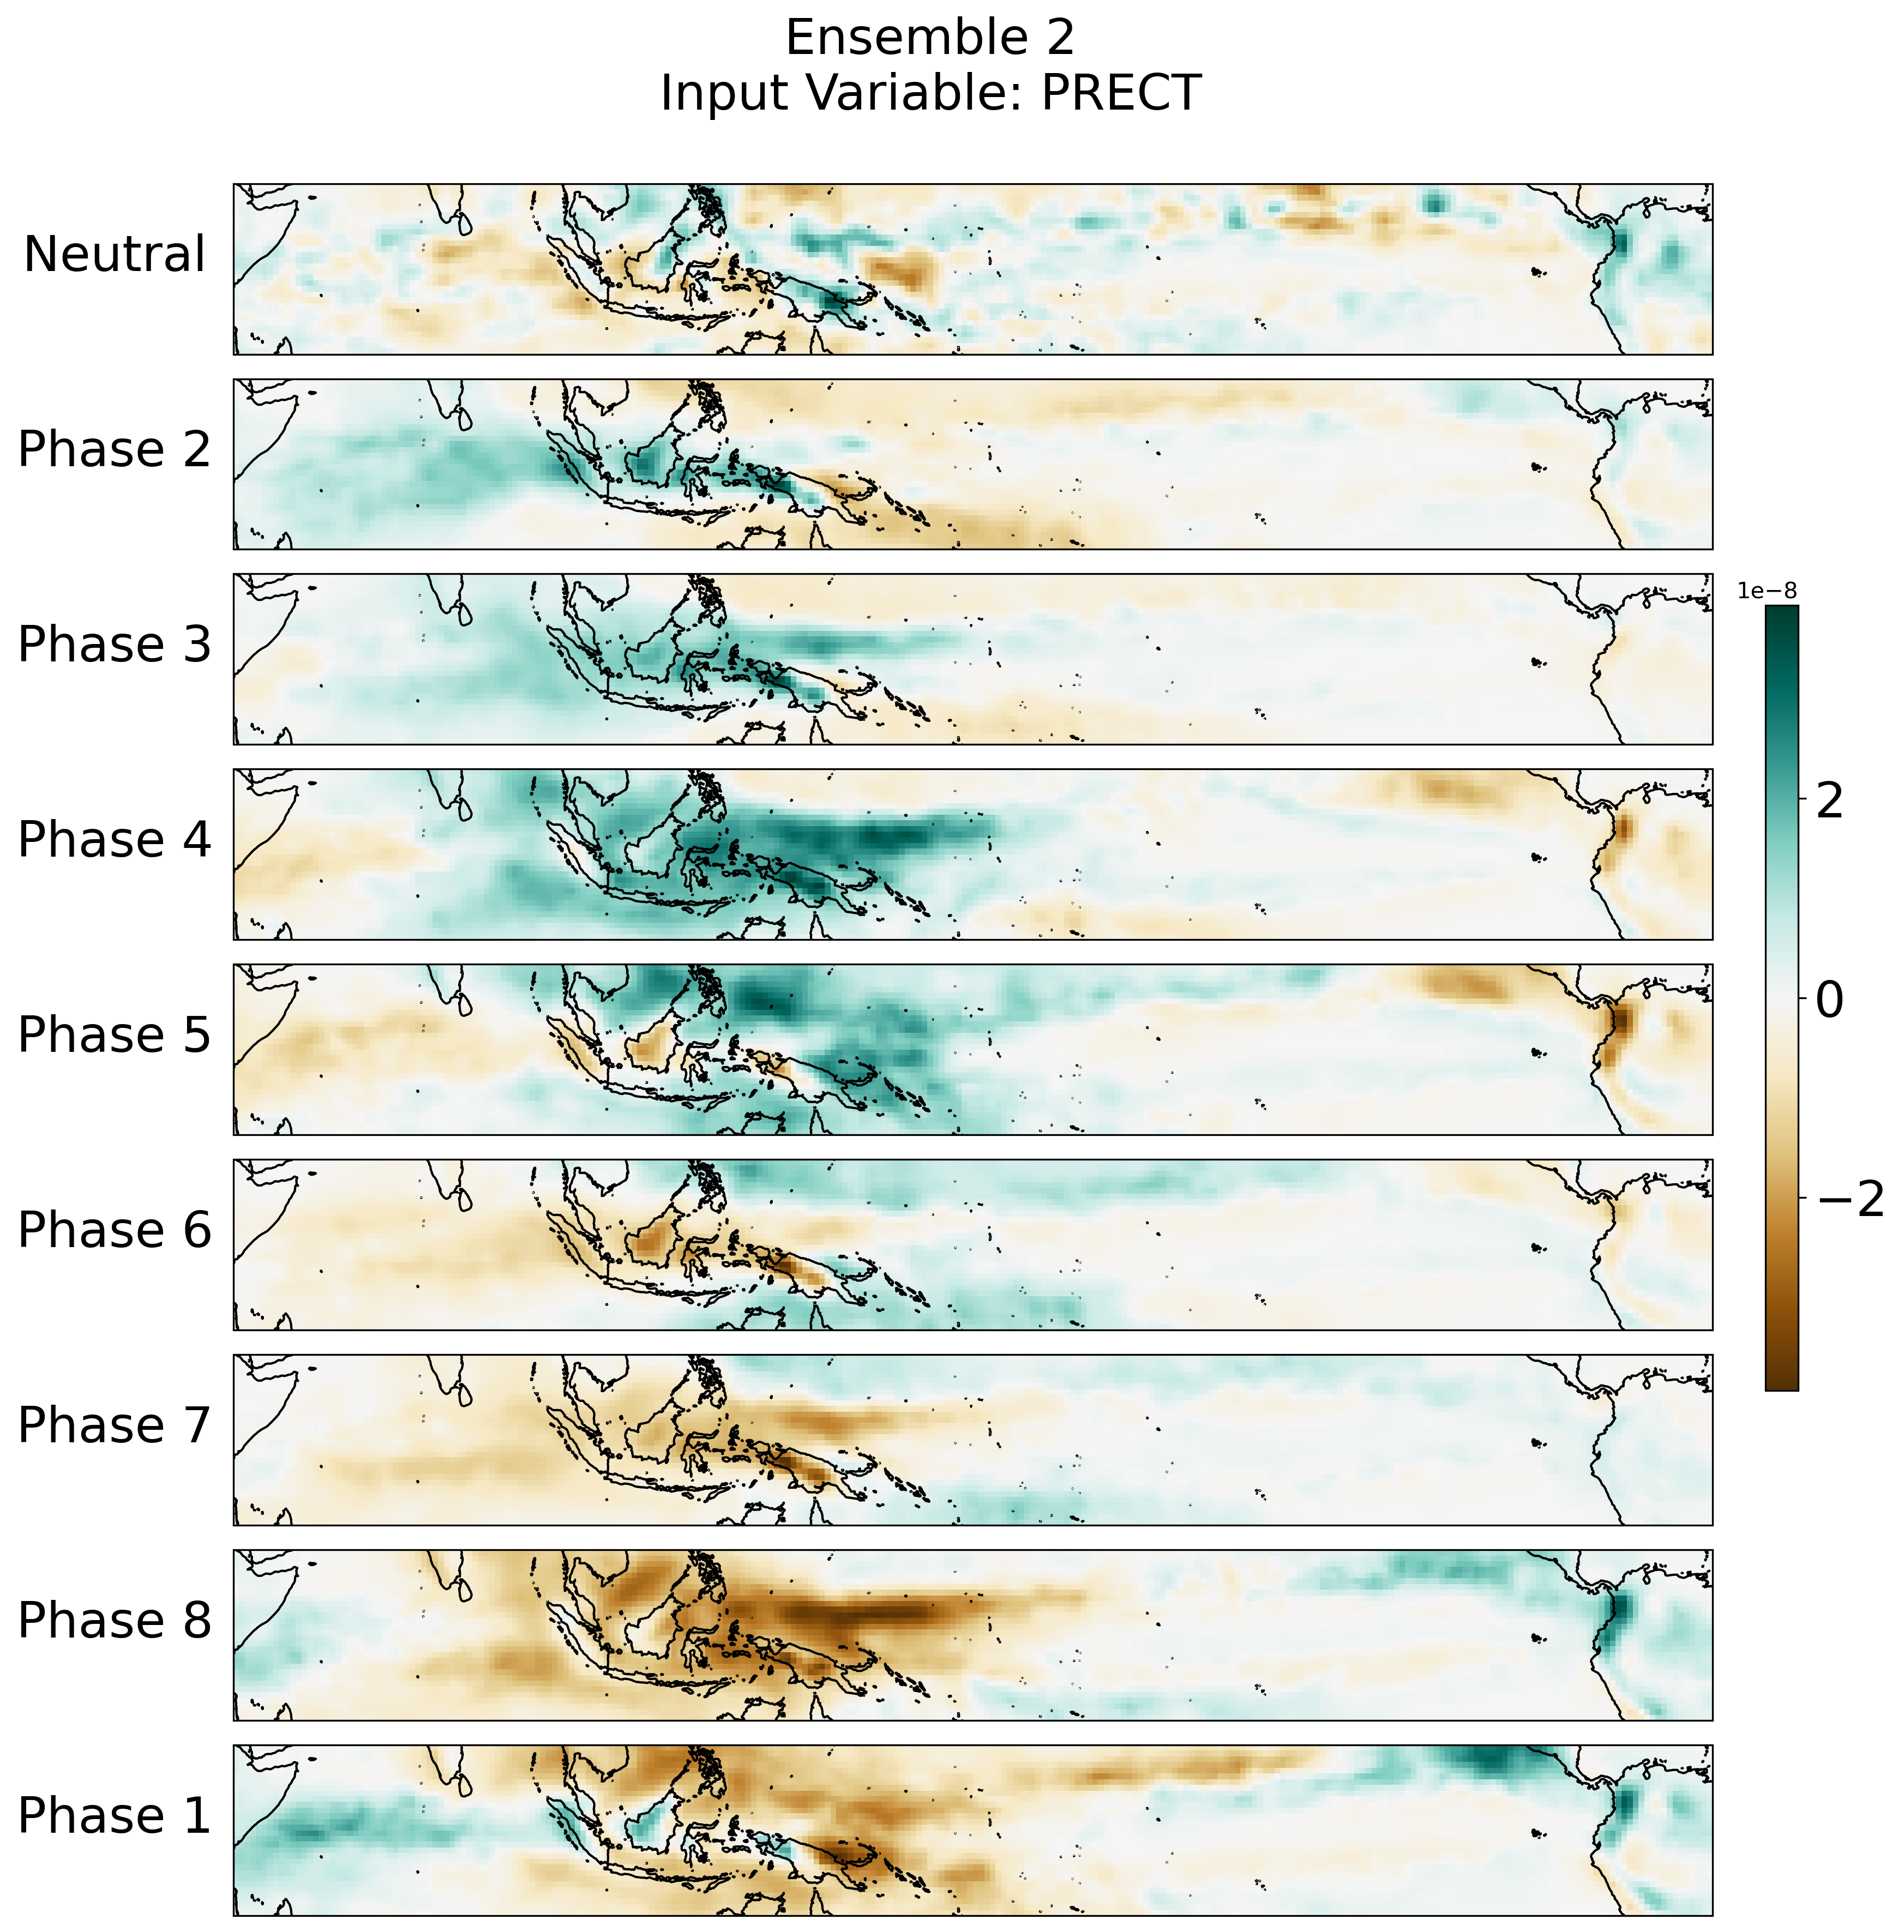 Ensemble 2
Input Variable: PRECT
Neutral
Phase 2
Phase 3
1e−8
Phase 4
2
Phase 5
0
Phase 6
−2
Phase 7
Phase 8
Phase 1